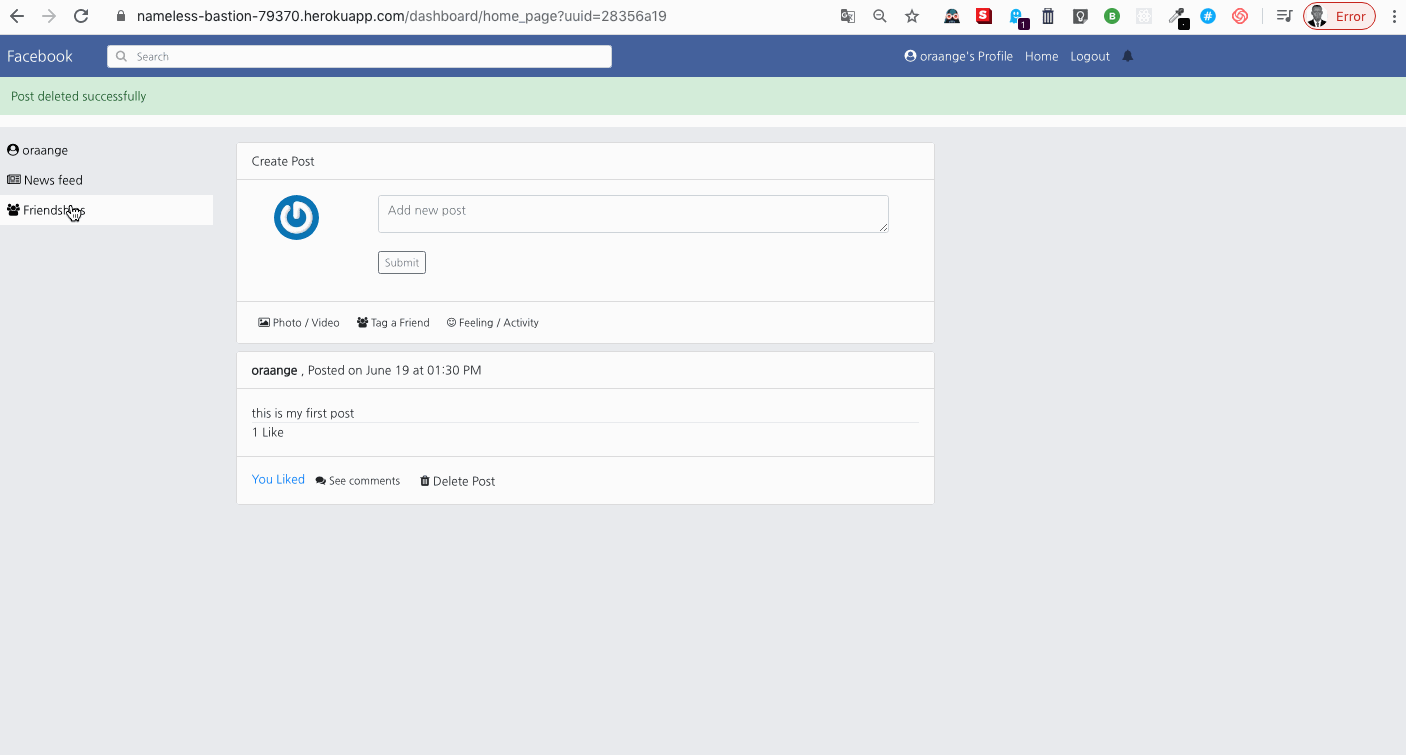 nameless-bastion-79370.herokuapp.com/dashboard/home_page?uuid=28356a19
S 1 B # Error
Facebook Search oraange's Profile Home Logout
Post deleted successfully
oraange
News feed
Friendships
Create Post
Add new post
Submit
Photo / Video Tag a Friend Feeling / Activity
oraange , Posted on June 19 at 01:30 PM
this is my first post
1 Like
You Liked See comments Delete Post